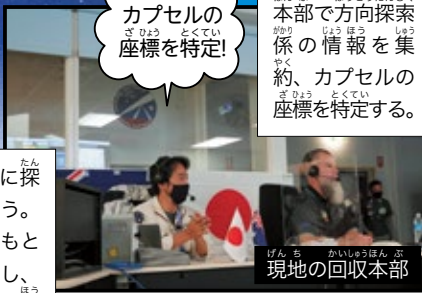 カプセルの
座標を特定!
本部で方向探索
係の情報を集
約、カプセルの
座標を特定する。
に探
う。
もと
し、
現地の回収本部